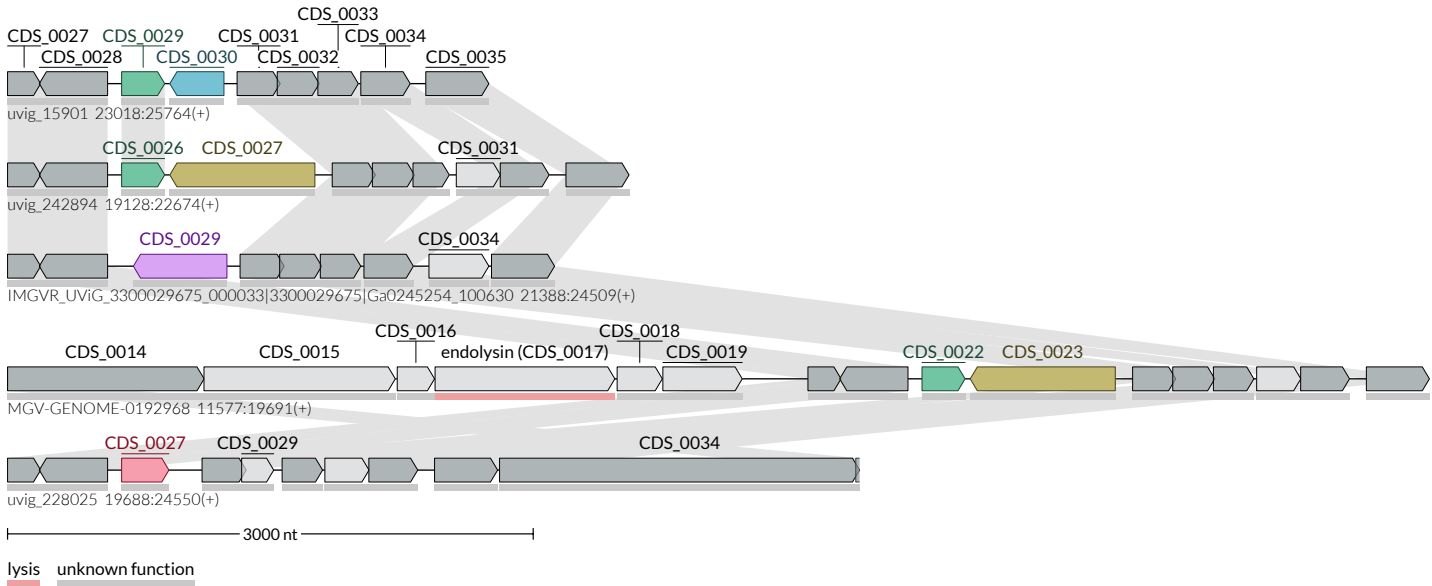 CDS_0033
CDS_0027 CDS_0029 CDS_0031 CDS_0034
CDS_0028 CDS_0030 CDS_0032 CDS_0035
uvig_15901 23018:25764(+)
CDS_0026 CDS_0027 CDS_0031
uvig_242894 19128:22674(+)
CDS_0029 CDS_0034
IMGVR_UViG_3300029675_000033|3300029675|Ga0245254_100630 21388:24509(+)
CDS_0016 CDS_0018
CDS_0014 CDS_0015 endolysin (CDS_0017) CDS_0019 CDS_0022 CDS_0023
MGV-GENOME-0192968 11577:19691(+)
CDS_0027 CDS_0029 CDS_0034
uvig_228025 19688:24550(+)
3000 nt
lysis unknown function